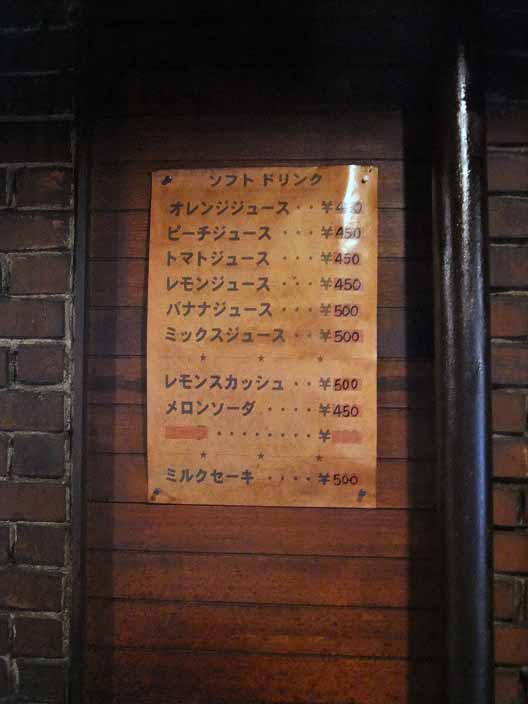 ソフトドリンク
オレンジジュース‥¥450
ピーチジュース…¥450
トマトジュース…¥450
レモンジュース…¥450
バナナジュース…¥500
ミックスジュース‥¥500
★ ★ ★
レモンスカッシュ‥¥500
メロンソーダ‥‥¥450
‥‥‥‥¥
★ ★ ★
ミルクセーキ‥‥¥500